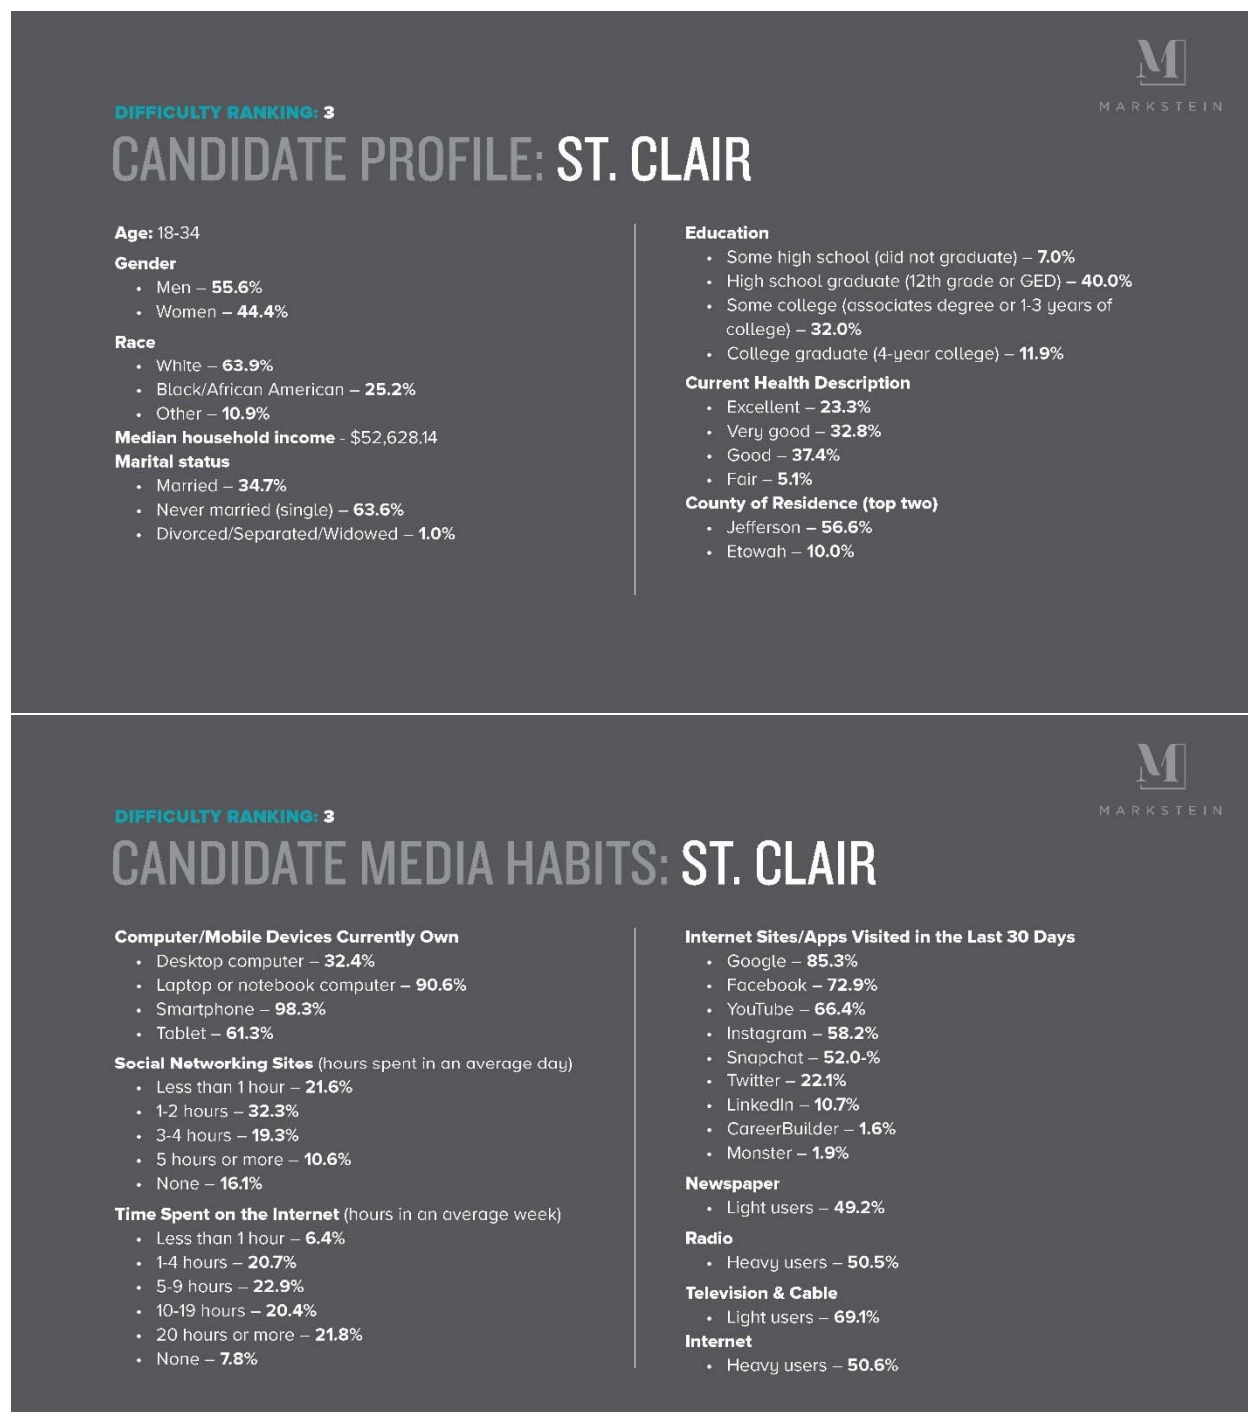 M
MARKSTEIN
DIFFICULTY RANKING: 3
CANDIDATE PROFILE: ST. CLAIR
Age: 18-34
Gender
• Men – 55.6%
• Women – 44.4%
Race
• White – 63.9%
• Black/African American – 25.2%
• Other – 10.9%
Median household income - $52,628.14
Marital status
• Married – 34.7%
• Never married (single) – 63.6%
• Divorced/Separated/Widowed – 1.0%
Education
• Some high school (did not graduate) – 7.0%
• High school graduate (12th grade or GED) – 40.0%
• Some college (associates degree or 1-3 years of
college) – 32.0%
• College graduate (4-year college) – 11.9%
Current Health Description
• Excellent – 23.3%
• Very good – 32.8%
• Good – 37.4%
• Fair – 5.1%
County of Residence (top two)
• Jefferson – 56.6%
• Etowah – 10.0%
M
MARKSTEIN
DIFFICULTY RANKING: 3
CANDIDATE MEDIA HABITS: ST. CLAIR
Computer/Mobile Devices Currently Own
• Desktop computer – 32.4%
• Laptop or notebook computer – 90.6%
• Smartphone – 98.3%
• Tablet – 61.3%
Social Networking Sites (hours spent in an average day)
• Less than 1 hour – 21.6%
• 1-2 hours – 32.3%
• 3-4 hours – 19.3%
• 5 hours or more – 10.6%
• None – 16.1%
Time Spent on the Internet (hours in an average week)
• Less than 1 hour – 6.4%
• 1-4 hours – 20.7%
• 5-9 hours – 22.9%
• 10-19 hours – 20.4%
• 20 hours or more – 21.8%
• None – 7.8%
Internet Sites/Apps Visited in the Last 30 Days
• Google – 85.3%
• Facebook – 72.9%
• YouTube – 66.4%
• Instagram – 58.2%
• Snapchat – 52.0-%
• Twitter – 22.1%
• LinkedIn – 10.7%
• CareerBuilder – 1.6%
• Monster – 1.9%
Newspaper
• Light users – 49.2%
Radio
• Heavy users – 50.5%
Television & Cable
• Light users – 69.1%
Internet
• Heavy users – 50.6%